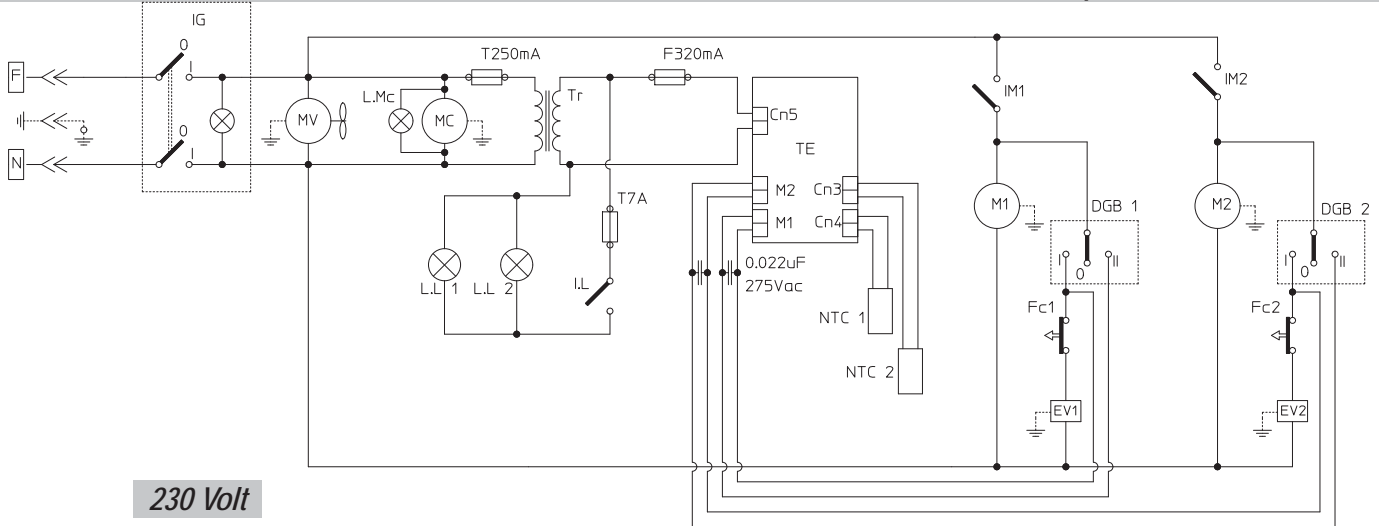 IG
0
I
F
N
0
I
MV
L.Mc
MC
T250mA
Tr
F320mA
Cn5
TE
M2
Cn3
M1
Cn4
0.022uF
275Vac
NTC 1
NTC 2
T7A
I.L
L.L 1
L.L 2
IM1
M1
DGB 1
I
0
II
Fc1
EV1
IM2
M2
DGB 2
I
0
II
Fc2
EV2
230 Volt